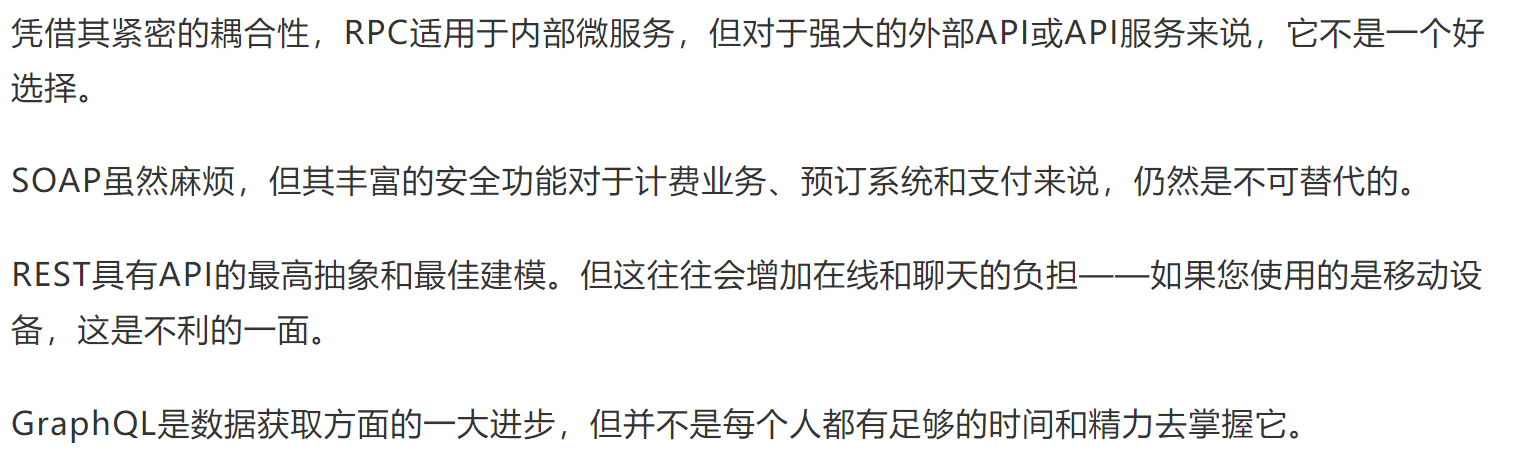 凭借其紧密的耦合性，RPC适用于内部微服务，但对于强大的外部API或API服务来说，它不是一个好
选择。
SOAP虽然麻烦，但其丰富的安全功能对于计费业务、预订系统和支付来说，仍然是不可替代的。
REST具有API的最高抽象和最佳建模。但这往往会增加在线和聊天的负担——如果您使用的是移动设
备，这是不利的一面。
GraphQL是数据获取方面的一大进步，但并不是每个人都有足够的时间和精力去掌握它。